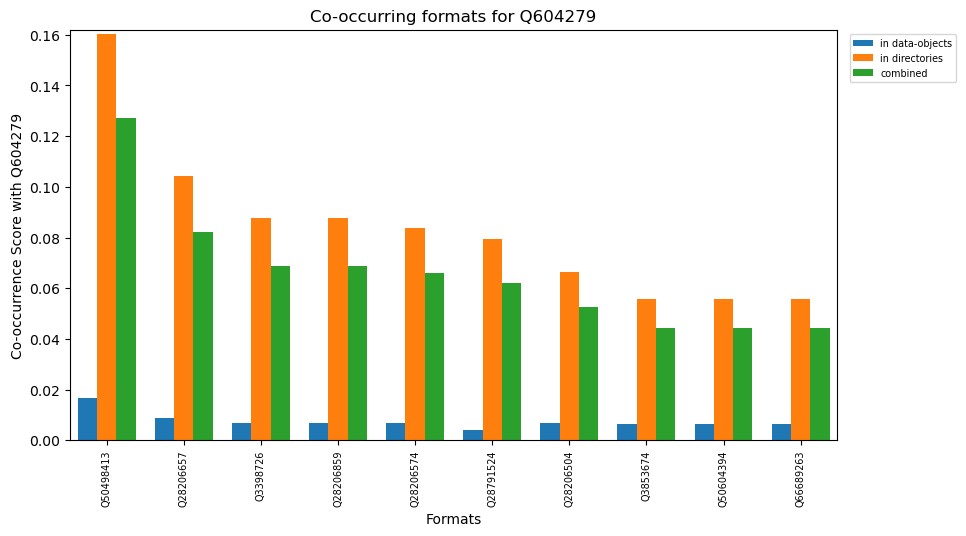 Co-occurring formats for Q604279
in data-objects
in directories
combined
Co-occurrence Score with Q604279
0.16
0.14
0.12
0.10
0.08
0.06
0.04
0.02
0.00
Q50498413
Q28206657
Q3398726
Q28206859
Q28206574
Q28791524
Q28206504
Q3853674
Q50604394
Q66689263
Formats